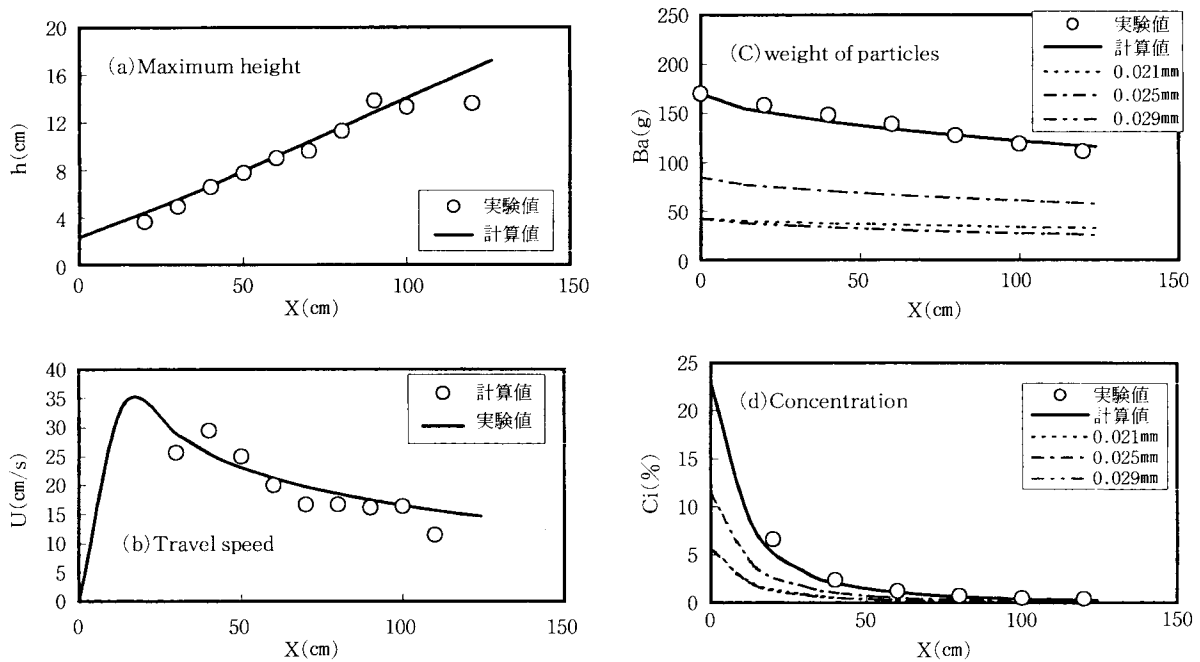 20
16
12
8
4
0
h(cm)
(a)Maximum height
実験値
計算値
0
50
100
150
X(cm)
250
200
150
100
50
0
Ba(g)
(C)weight of particles
実験値
計算値
0.021mm
0.025mm
0.029mm
0
50
100
150
X(cm)
40
35
30
25
20
15
10
5
0
U(cm/s)
(b)Travel speed
計算値
実験値
0
50
100
150
X(cm)
25
20
15
10
5
0
Ci(%)
(d)Concentration
実験値
計算値
0.021mm
0.025mm
0.029mm
0
50
100
150
X(cm)